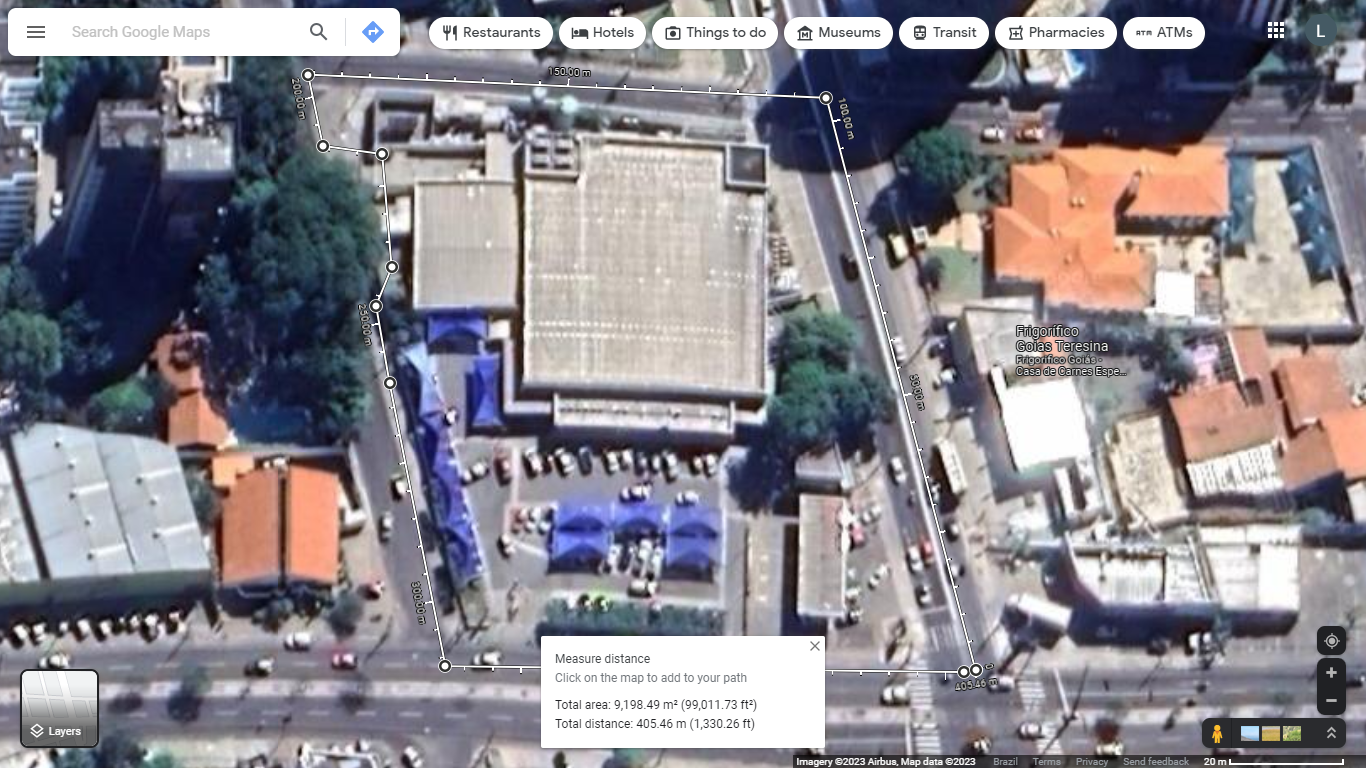 Search Google Maps
Restaurants
Hotels
Things to do
Museums
Transit
Pharmacies
ATM
ATMs
L
150.00 m
200.00 m
100.00 m
250.00 m
Frigorífico
Goias Teresina
Frigorífico Goiás -
Casa de Carnes Espe...
50.00 m
300.00 m
0
405.46 m
Measure distance
Click on the map to add to your path
Total area: 9,198.49 m² (99,011.73 ft²)
Total distance: 405.46 m (1,330.26 ft)
Layers
Imagery ©2023 Airbus, Map data ©2023
Brazil
Terms
Privacy
Send feedback
20 m